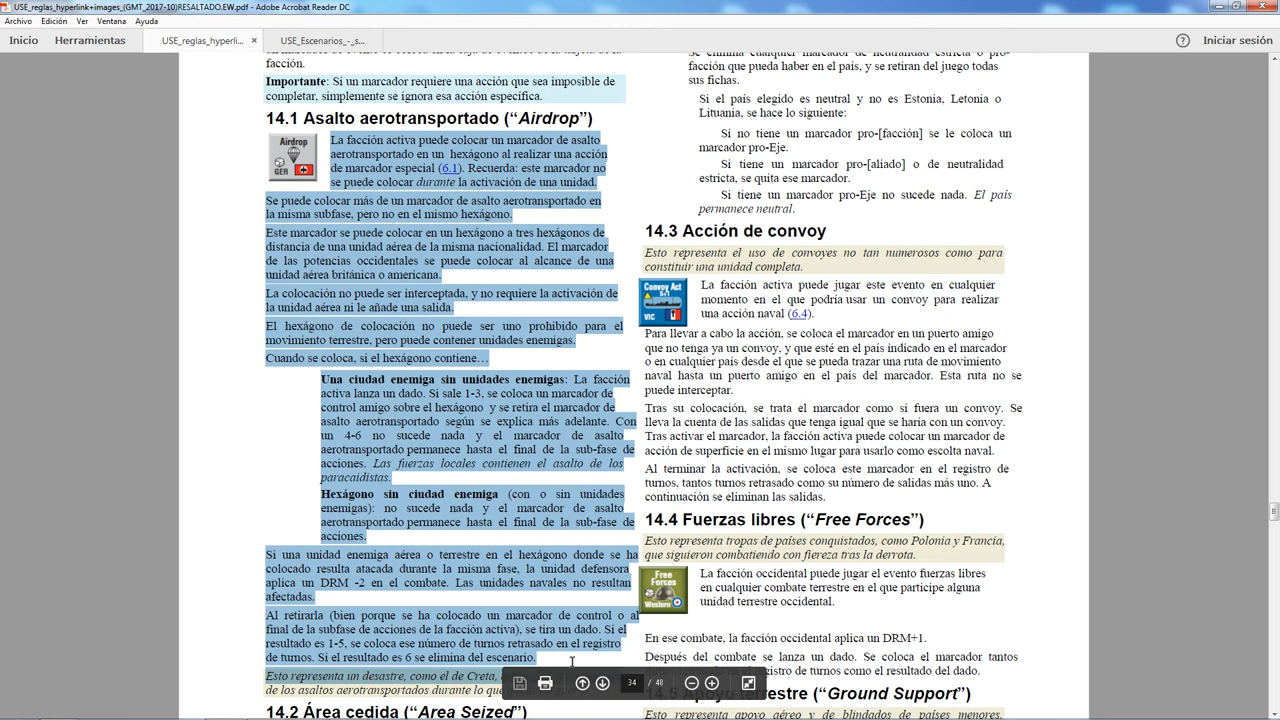 USE_reglas_hyperlink+images_(GMT_2017-10)RESALTADO.EW.pdf - Adobe Acrobat Reader DC
Archivo Edición Ver Ventana Ayuda
Inicio Herramientas USE_reglas_hyperli... × USE_Escenarios_-_s... Iniciar sesión
facción.
Importante: Si un marcador requiere una acción que sea imposible de
completar, simplemente se ignora esa acción específica.
14.1 Asalto aerotransportado (“Airdrop”)
Airdrop
GER
La facción activa puede colocar un marcador de asalto
aerotransportado en un hexágono al realizar una acción
de marcador especial (6.1). Recuerda: este marcador no
se puede colocar durante la activación de una unidad.
Se puede colocar más de un marcador de asalto aerotransportado en
la misma subfase, pero no en el mismo hexágono.
Este marcador se puede colocar en un hexágono a tres hexágonos de
distancia de una unidad aérea de la misma nacionalidad. El marcador
de las potencias occidentales se puede colocar al alcance de una
unidad aérea británica o americana.
La colocación no puede ser interceptada, y no requiere la activación de
la unidad aérea ni le añade una salida.
El hexágono de colocación no puede ser uno prohibido para el
movimiento terrestre, pero puede contener unidades enemigas.
Cuando se coloca, si el hexágono contiene…
Una ciudad enemiga sin unidades enemigas: La facción
activa lanza un dado. Si sale 1-3, se coloca un marcador de
control amigo sobre el hexágono y se retira el marcador de
asalto aerotransportado según se explica más adelante. Con
un 4-6 no sucede nada y el marcador de asalto
aerotransportado permanece hasta el final de la sub-fase de
acciones. Las fuerzas locales contienen el asalto de los
paracaidistas.
Hexágono sin ciudad enemiga (con o sin unidades
enemigas): no sucede nada y el marcador de asalto
aerotransportado permanece hasta el final de la sub-fase de
acciones.
Si una unidad enemiga aérea o terrestre en el hexágono donde se ha
colocado resulta atacada durante la misma fase, la unidad defensora
aplica un DRM -2 en el combate. Las unidades navales no resultan
afectadas.
Al retirarla (bien porque se ha colocado un marcador de control o al
final de la subfase de acciones de la facción activa), se tira un dado. Si el
resultado es 1-5, se coloca ese número de turnos retrasado en el registro
de turnos. Si el resultado es 6 se elimina del escenario.
Esto representa un desastre, como el de Creta,
de los asaltos aerotransportados durante lo que
14.2 Área cedida (“Area Seized”)
facción que pueda haber en el país, y se retiran del juego todas
sus fichas.
Si el país elegido es neutral y no es Estonia, Letonia o
Lituania, se hace lo siguiente:
Si no tiene un marcador pro-[facción] se le coloca un
marcador pro-Eje.
Si tiene un marcador pro-[aliado] o de neutralidad
estricta, se quita ese marcador.
Si tiene un marcador pro-Eje no sucede nada. El país
permanece neutral.
14.3 Acción de convoy
Esto representa el uso de convoyes no tan numerosos como para
constituir una unidad completa.
Convoy Act
VIC
La facción activa puede jugar este evento en cualquier
momento en el que podría usar un convoy para realizar
una acción naval (6.4).
Para llevar a cabo la acción, se coloca el marcador en un puerto amigo
que no tenga ya un convoy, y que esté en el país indicado en el marcador
o en cualquier país desde el que se pueda trazar una ruta de movimiento
naval hasta un puerto amigo en el país del marcador. Esta ruta no se
puede interceptar.
Tras su colocación, se trata el marcador como si fuera un convoy. Se
lleva la cuenta de las salidas que tenga igual que se haría con un convoy.
Tras activar el marcador, la facción activa puede colocar un marcador de
acción de superficie en el mismo lugar para usarlo como escolta naval.
Al terminar la activación, se coloca este marcador en el registro de
turnos, tantos turnos retrasado como su número de salidas más uno. A
continuación se eliminan las salidas.
14.4 Fuerzas libres (“Free Forces”)
Esto representa tropas de países conquistados, como Polonia y Francia,
que siguieron combatiendo con fiereza tras la derrota.
Free
Forces
Western
La facción occidental puede jugar el evento fuerzas libres
en cualquier combate terrestre en el que participe alguna
unidad terrestre occidental.
En ese combate, la facción occidental aplica un DRM+1.
Después del combate se lanza un dado. Se coloca el marcador tantos
registro de turnos como el resultado del dado.
14.5 Apoyo terrestre (“Ground Support”)
Esto representa apoyo aéreo y de blindados de países menores,
34 / 48